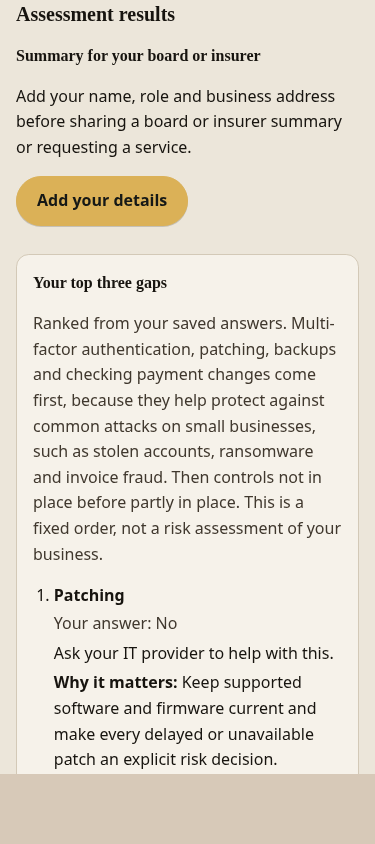 Assessment results
Summary for your board or insurer
Add your name, role and business address
before sharing a board or insurer summary
or requesting a service.
Add your details
Your top three gaps
Ranked from your saved answers. Multi-
factor authentication, patching, backups
and checking payment changes come
first, because they help protect against
common attacks on small businesses,
such as stolen accounts, ransomware
and invoice fraud. Then controls not in
place before partly in place. This is a
fixed order, not a risk assessment of your
business.
1. Patching
Your answer: No
Ask your IT provider to help with this.
Why it matters: Keep supported
software and firmware current and
make every delayed or unavailable
patch an explicit risk decision.